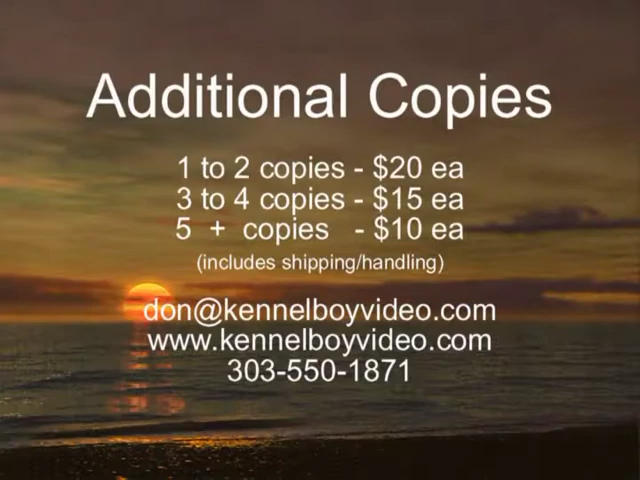 Additional Copies
1 to 2 copies - $20 ea
3 to 4 copies - $15 ea
5 + copies - $10 ea
(includes shipping/handling)
don@kennelboyvideo.com
www.kennelboyvideo.com
303-550-1871